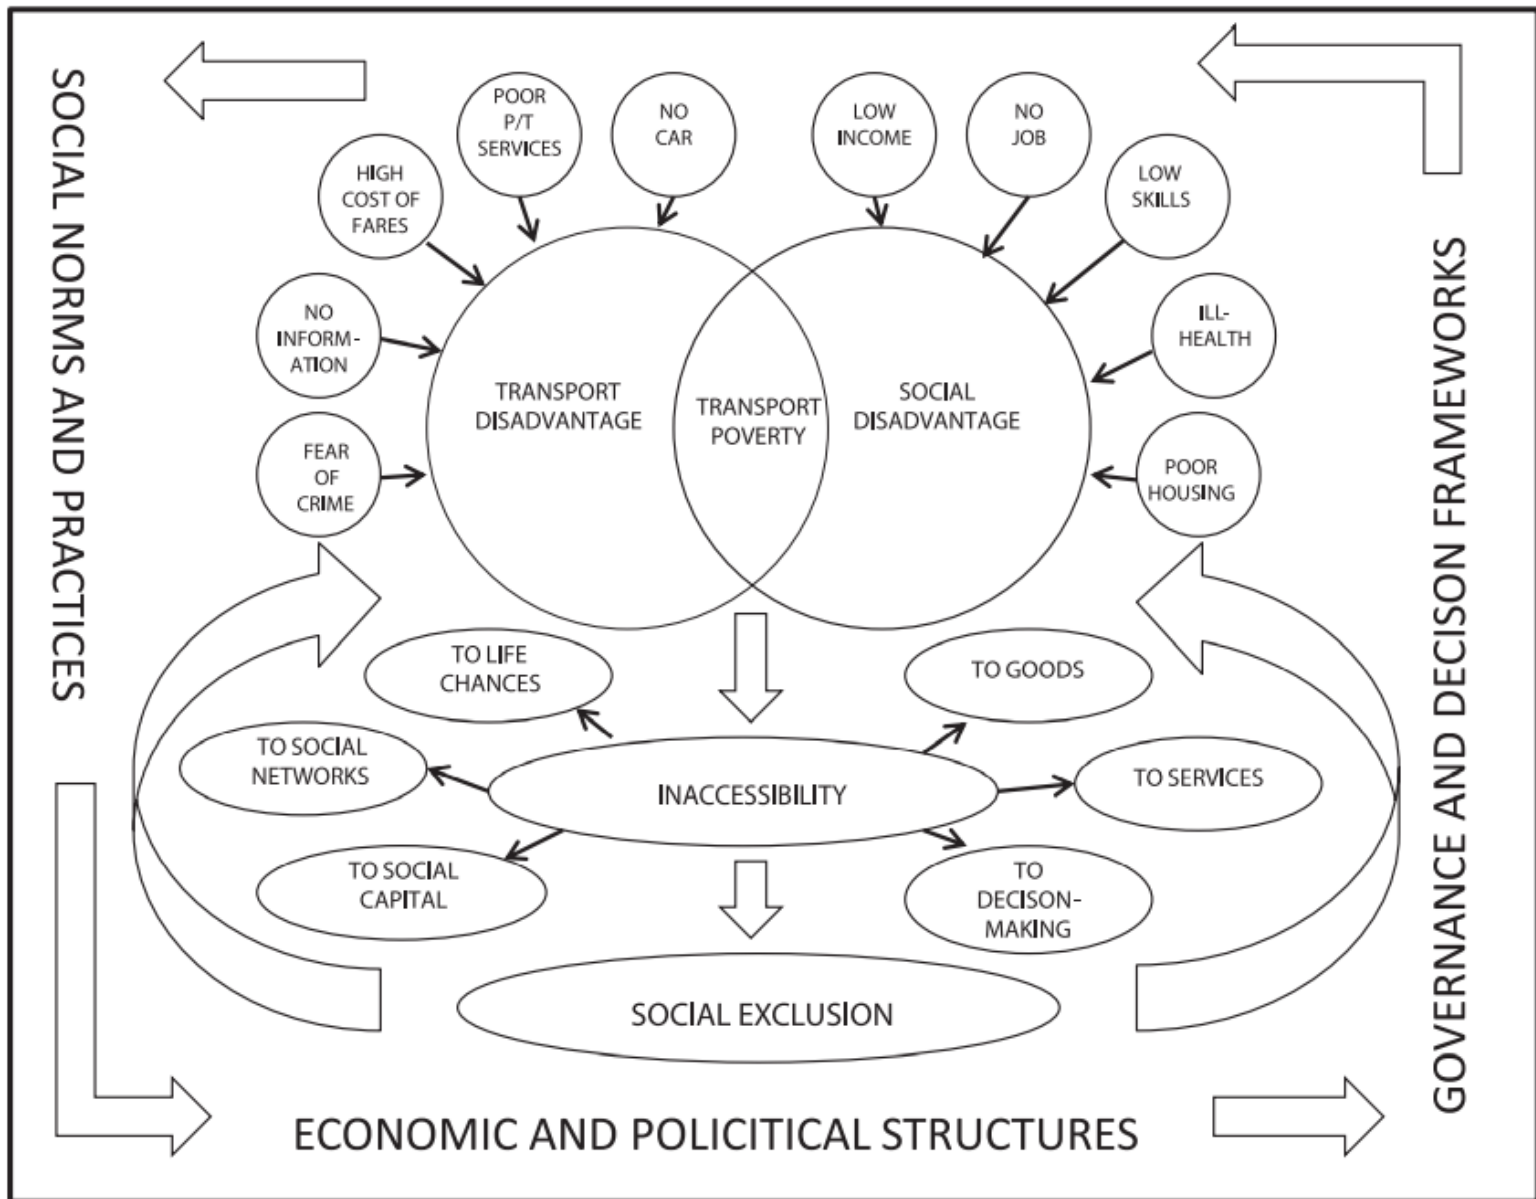 SOCIAL NORMS AND PRACTICES
POOR
P/T
SERVICES
NO
CAR
LOW
INCOME
NO
JOB
HIGH
COST OF
FARES
LOW
SKILLS
NO
INFORM-
ATION
ILL-
HEALTH
FEAR
OF
CRIME
POOR
HOUSING
TRANSPORT
DISADVANTAGE
TRANSPORT
POVERTY
SOCIAL
DISADVANTAGE
GOVERNANCE AND DECISON FRAMEWORKS
TO LIFE
CHANCES
TO GOODS
TO SOCIAL
NETWORKS
INACCESSIBILITY
TO SERVICES
TO SOCIAL
CAPITAL
TO
DECISON-
MAKING
SOCIAL EXCLUSION
ECONOMIC AND POLICITICAL STRUCTURES